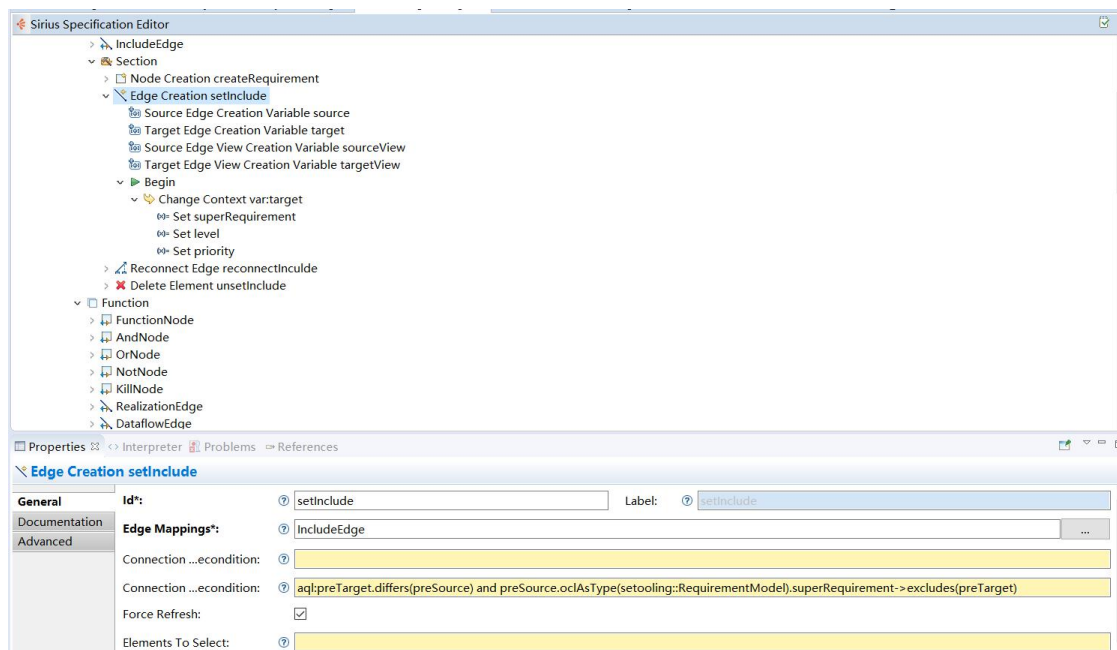 Sirius Specification Editor
IncludeEdge
Section
Node Creation createRequirement
Edge Creation setInclude
Source Edge Creation Variable source
Target Edge Creation Variable target
Source Edge View Creation Variable sourceView
Target Edge View Creation Variable targetView
Begin
Change Context var:target
Set superRequirement
Set level
Set priority
Reconnect Edge reconnectInculde
Delete Element unsetInclude
Function
FunctionNode
AndNode
OrNode
NotNode
KillNode
RealizationEdge
DataflowEdge
Properties Interpreter Problems References
Edge Creation setInclude
General Id*: setInclude Label: setInclude
Documentation Edge Mappings*: IncludeEdge ...
Advanced
Connection ...econdition:
Connection ...econdition: aql:preTarget.differs(preSource) and preSource.oclAsType(setooling::RequirementModel).superRequirement->excludes(preTarget)
Force Refresh:
Elements To Select: